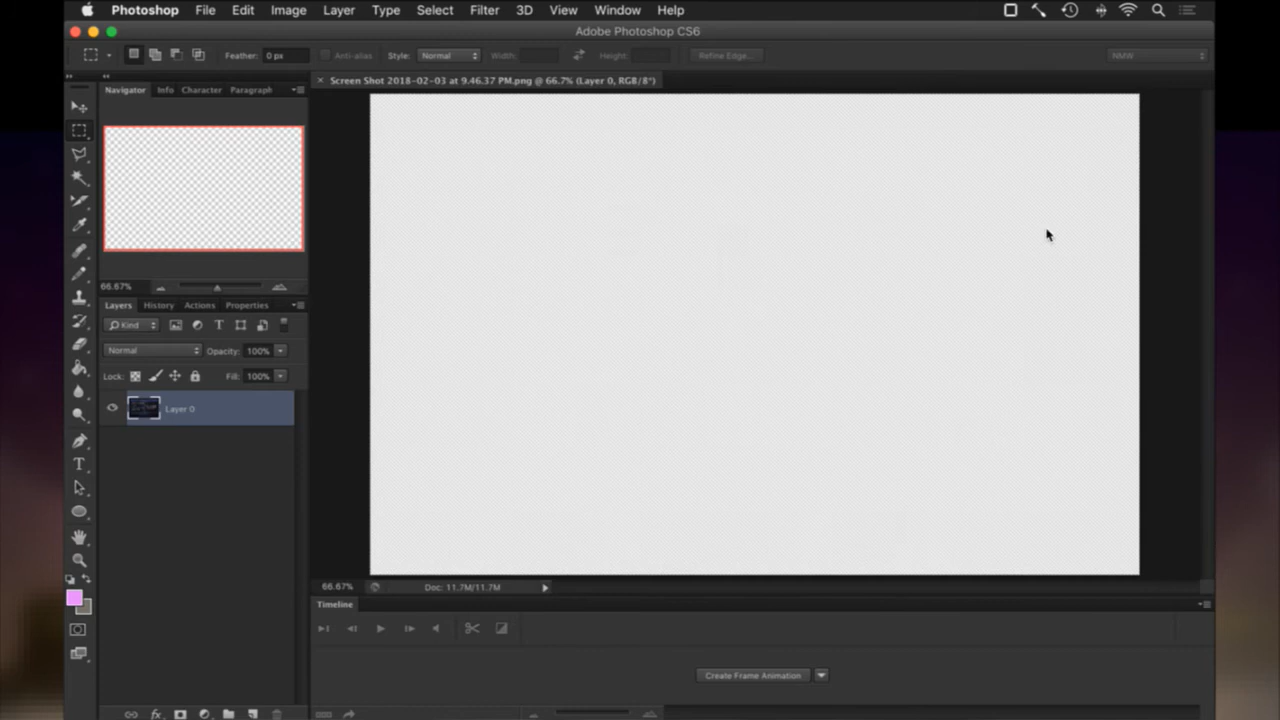 Photoshop File Edit Image Layer Type Select Filter 3D View Window Help
Adobe Photoshop CS6
Feather: 0 px Anti-alias Style: Normal Width: Height: Refine Edge... NMW
× Screen Shot 2018-02-03 at 9.46.37 PM.png @ 66.7% (Layer 0, RGB/8*)
Navigator Info Character Paragraph
66.67%
Layers History Actions Properties
Kind
Normal Opacity: 100%
Lock: Fill: 100%
Layer 0
66.67% Doc: 11.7M/11.7M
Timeline
Create Frame Animation